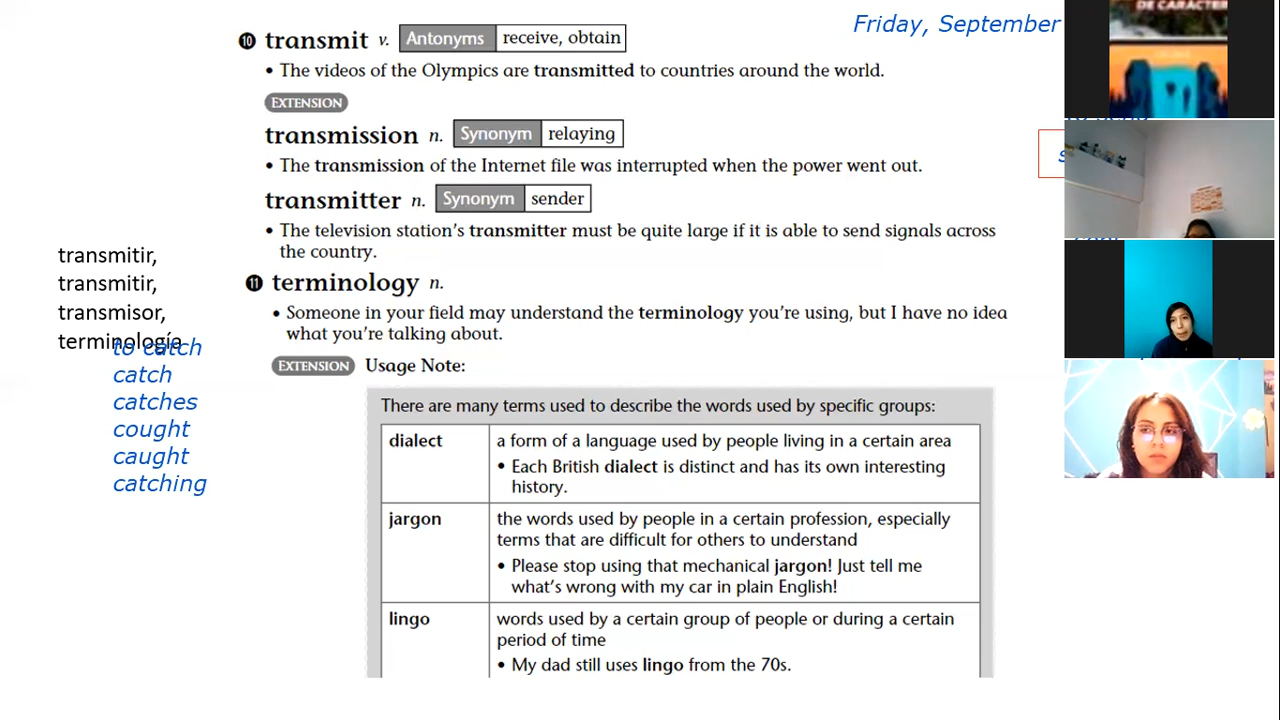 Friday, September
DE CARÁCTER
⑩ transmit v. Antonyms receive, obtain
• The videos of the Olympics are transmitted to countries around the world.
EXTENSION
transmission n. Synonym relaying
• The transmission of the Internet file was interrupted when the power went out.
transmitter n. Synonym sender
• The television station's transmitter must be quite large if it is able to send signals across
the country.
transmitir,
transmitir,
transmisor,
terminología
to catch
catch
catches
cought
caught
catching
⑪ terminology n.
• Someone in your field may understand the terminology you're using, but I have no idea
what you're talking about.
EXTENSION Usage Note:
There are many terms used to describe the words used by specific groups:
dialect a form of a language used by people living in a certain area
• Each British dialect is distinct and has its own interesting
history.
jargon the words used by people in a certain profession, especially
terms that are difficult for others to understand
• Please stop using that mechanical jargon! Just tell me
what's wrong with my car in plain English!
lingo words used by a certain group of people or during a certain
period of time
• My dad still uses lingo from the 70s.